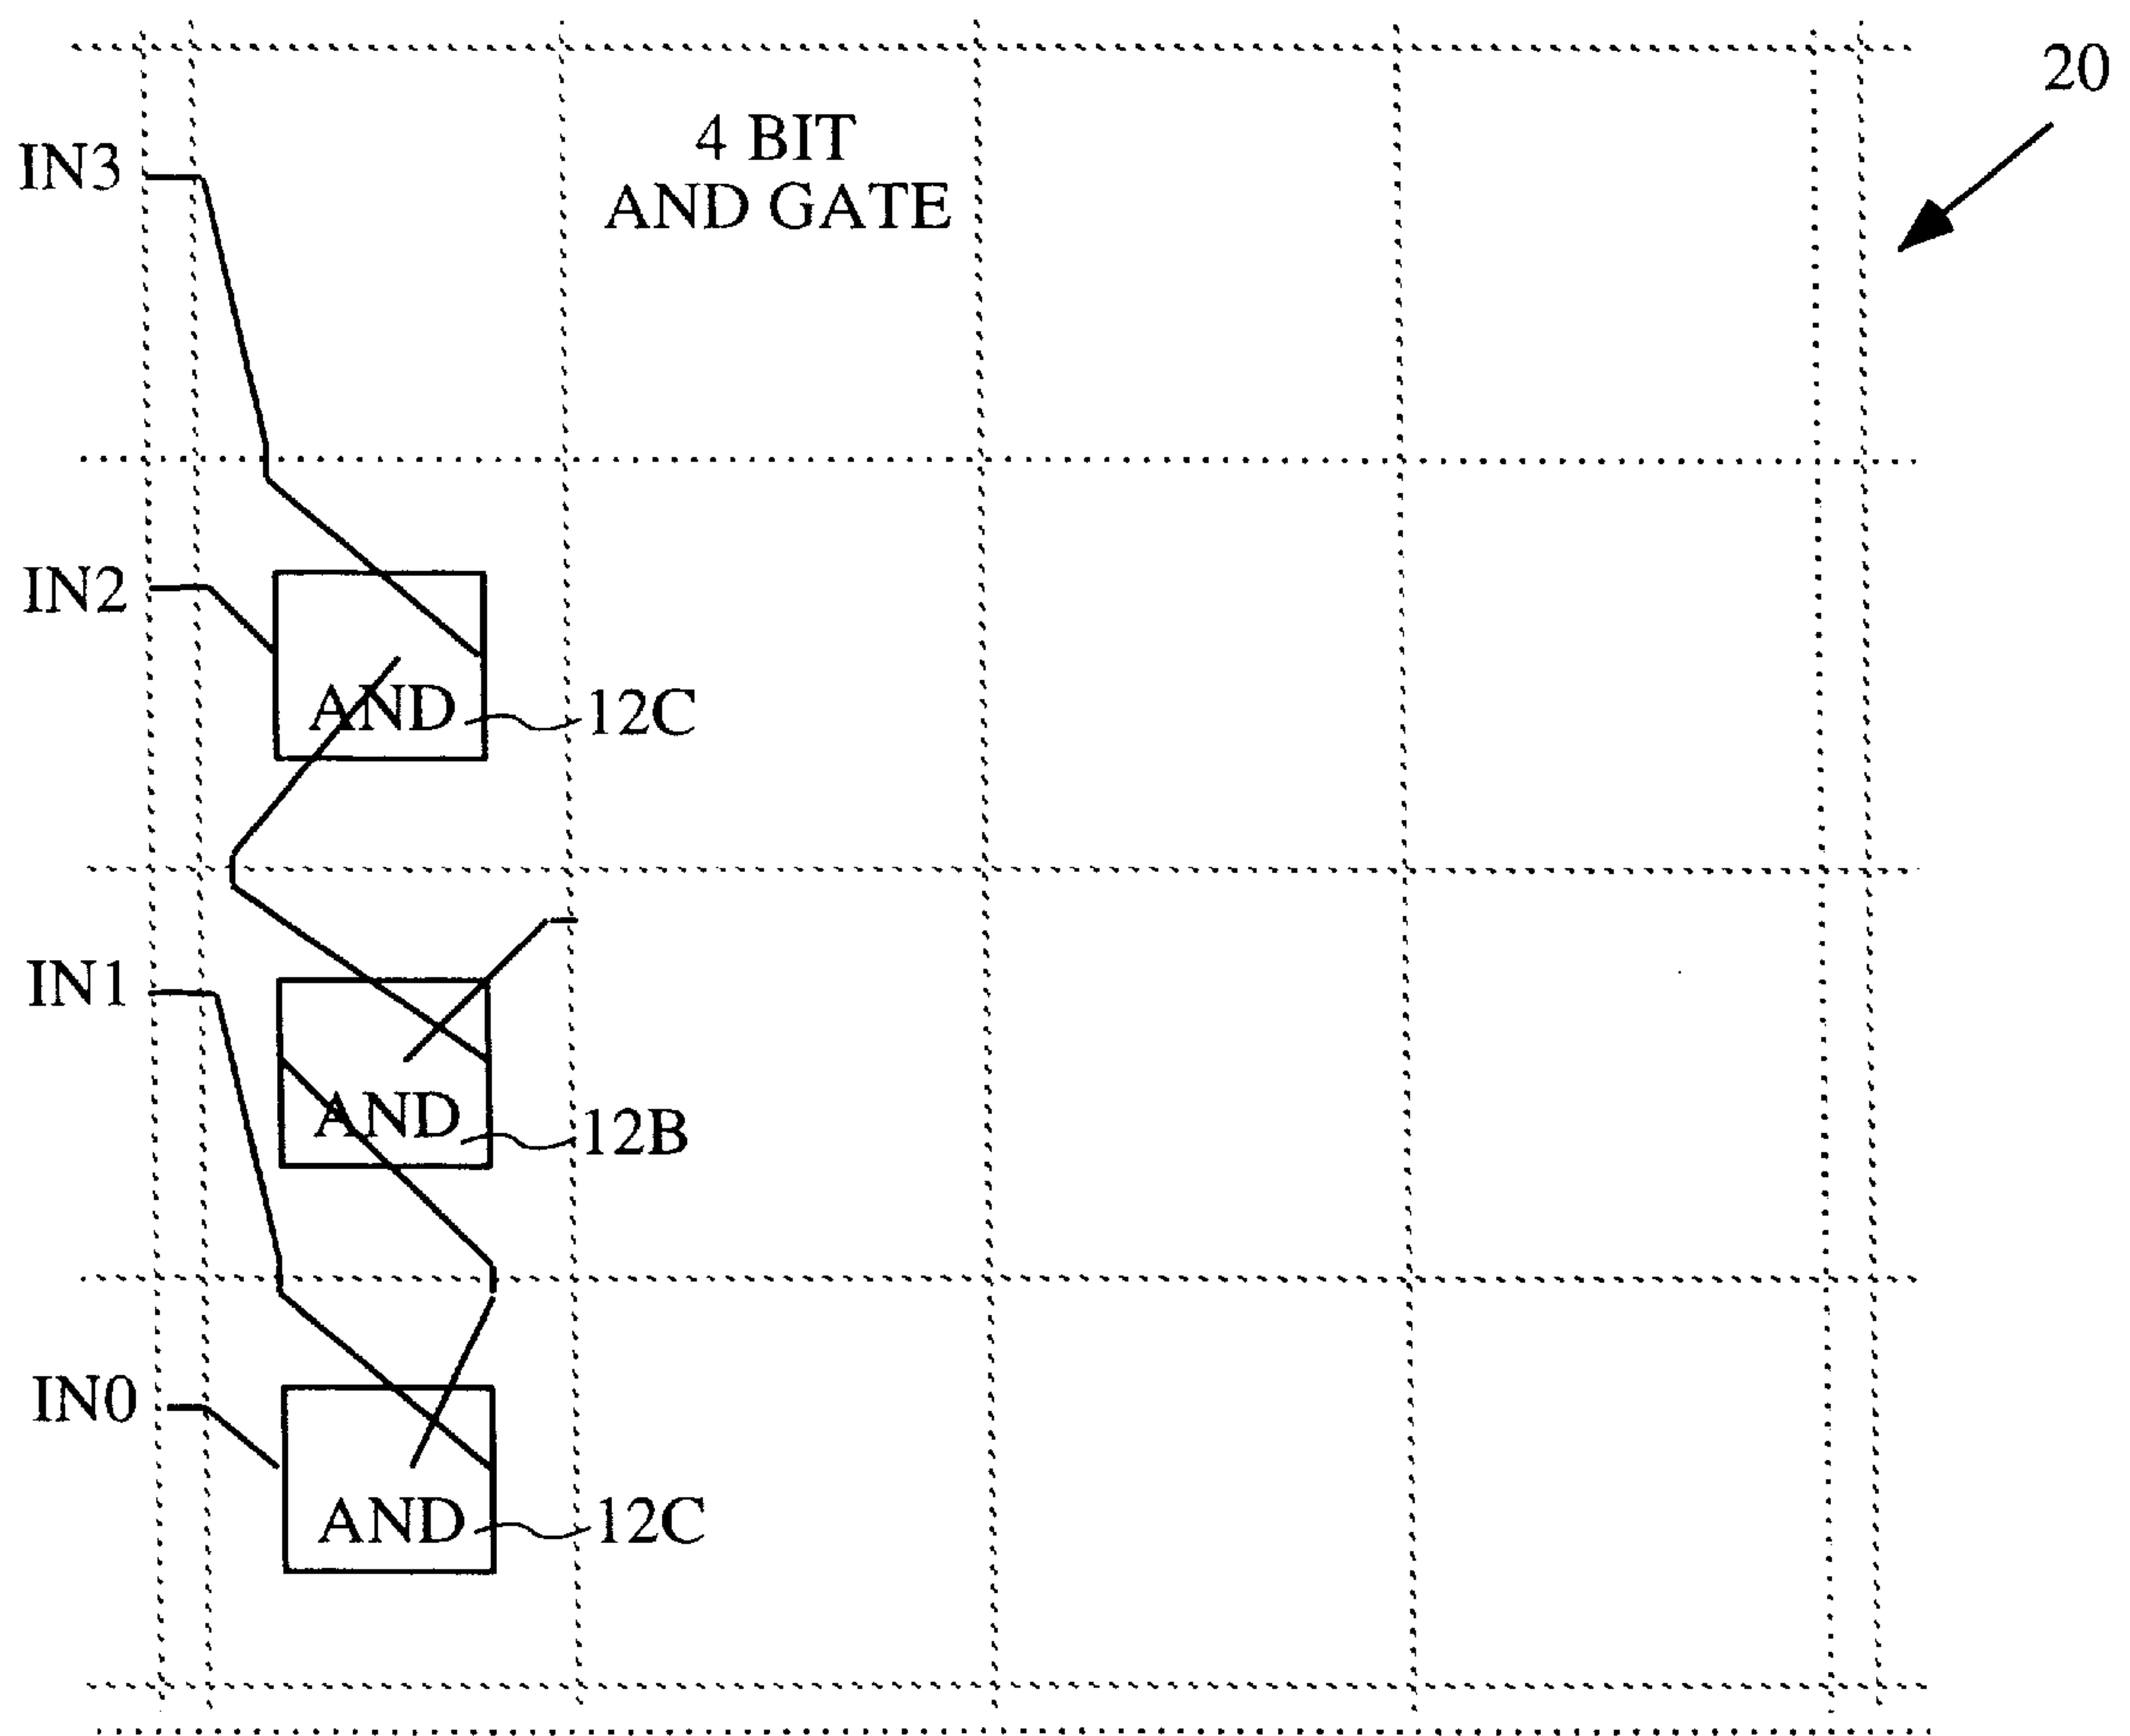 20
4 BIT
AND GATE
IN3
IN2
AND
12C
IN1
AND
12B
IN0
AND
12C